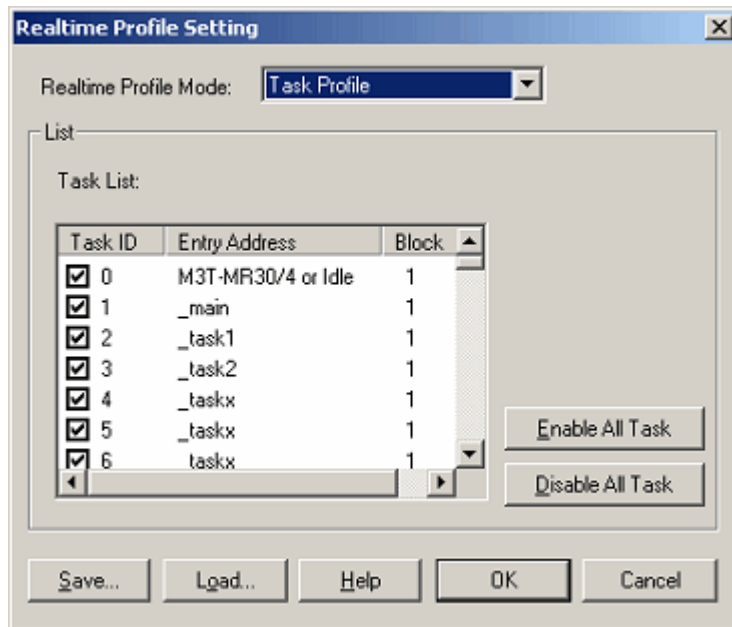 Realtime Profile Setting
Realtime Profile Mode: Task Profile
List
Task List:
Task ID Entry Address Block
0 M3T-MR30/4 or Idle 1
1 _main 1
2 _task1 1
3 _task2 1
4 _taskx 1
5 _taskx 1
6 _taskx 1
Enable All Task
Disable All Task
Save... Load... Help OK Cancel